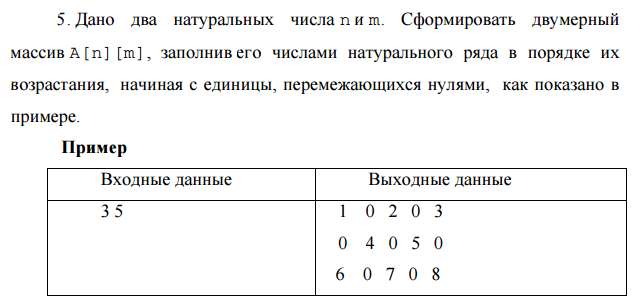 5. Дано два натуральных числа n и m. Сформировать двумерный
массив A[n][m], заполнив его числами натурального ряда в порядке их
возрастания, начиная с единицы, перемежающихся нулями, как показано в
примере.
Пример
Входные данные Выходные данные
3 5 1 0 2 0 3
0 4 0 5 0
6 0 7 0 8